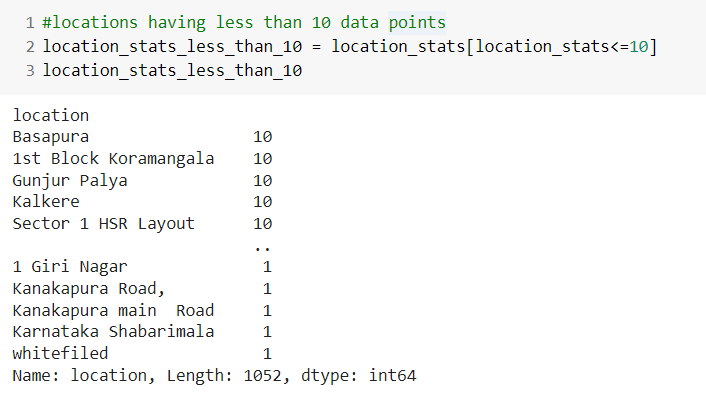 1 #locations having less than 10 data points
2 location_stats_less_than_10 = location_stats[location_stats<=10]
3 location_stats_less_than_10
location
Basapura 10
1st Block Koramangala 10
Gunjur Palya 10
Kalkere 10
Sector 1 HSR Layout 10
..
1 Giri Nagar 1
Kanakapura Road, 1
Kanakapura main  Road 1
Karnataka Shabarimala 1
whitefiled 1
Name: location, Length: 1052, dtype: int64